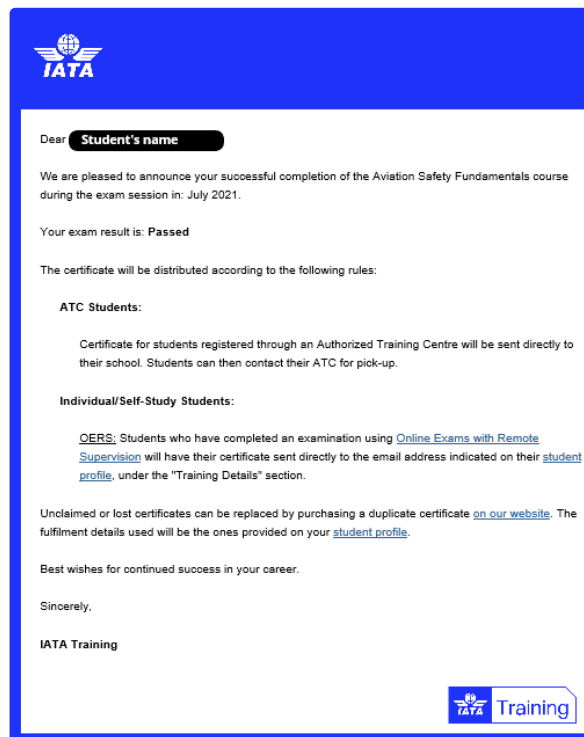 IATA
Dear Student's name
We are pleased to announce your successful completion of the Aviation Safety Fundamentals course
during the exam session in: July 2021.
Your exam result is: Passed
The certificate will be distributed according to the following rules:
ATC Students:
Certificate for students registered through an Authorized Training Centre will be sent directly to
their school. Students can then contact their ATC for pick-up.
Individual/Self-Study Students:
OERS: Students who have completed an examination using Online Exams with Remote
Supervision will have their certificate sent directly to the email address indicated on their student
profile, under the "Training Details" section.
Unclaimed or lost certificates can be replaced by purchasing a duplicate certificate on our website. The
fulfilment details used will be the ones provided on your student profile.
Best wishes for continued success in your career.
Sincerely,
IATA Training
IATA Training